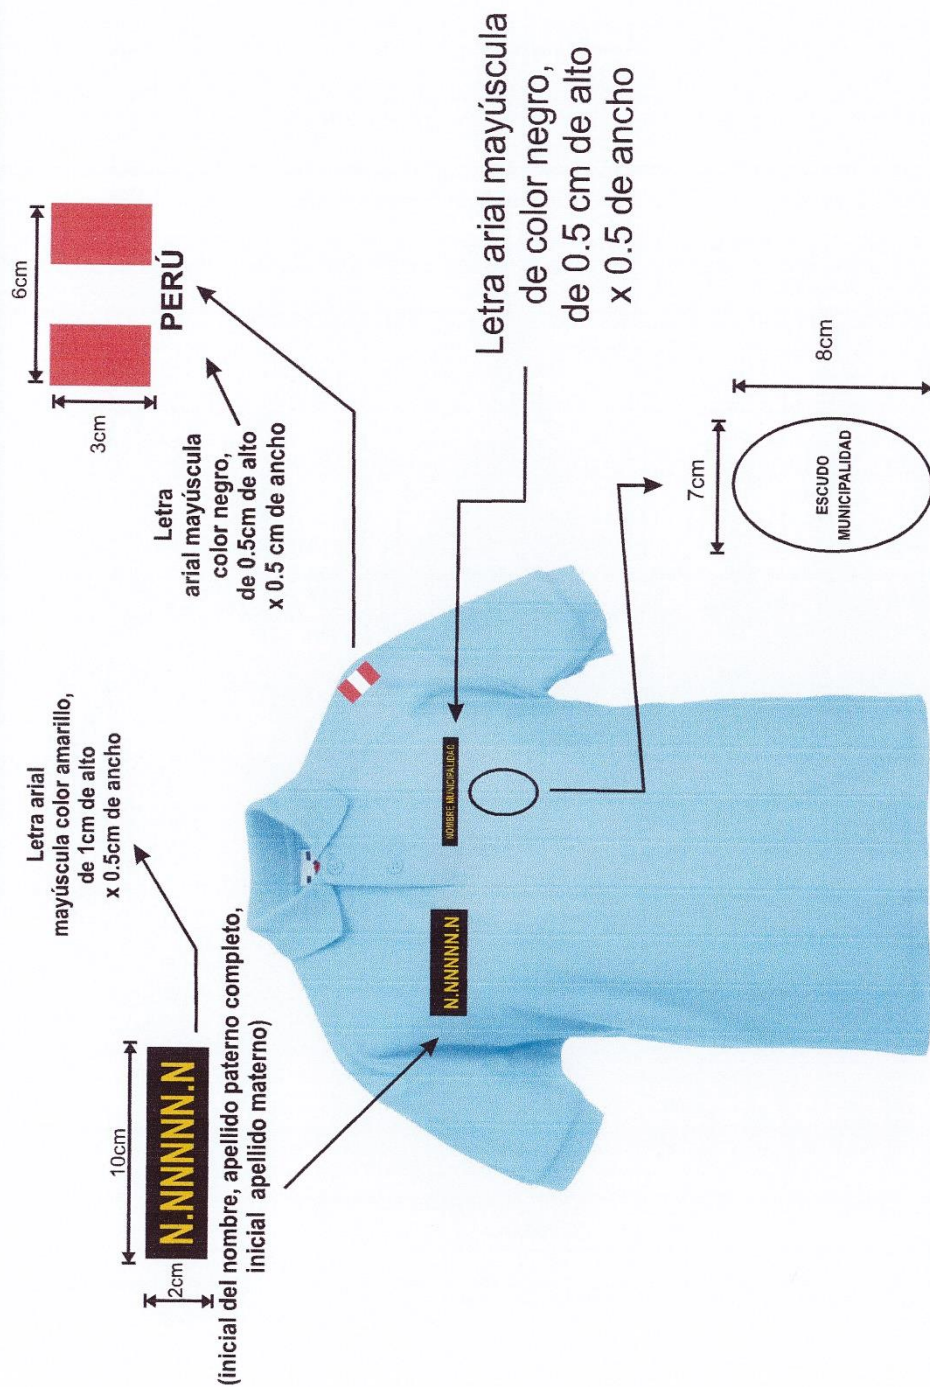 10cm
2cm
N.NNNNN.N
Letra arial
mayúscula color amarillo,
de 1cm de alto
x 0.5cm de ancho
(inicial del nombre, apellido paterno completo,
inicial apellido materno)
6cm
3cm
PERÚ
Letra
arial mayúscula
color negro,
de 0.5cm de alto
x 0.5 cm de ancho
N.NNNNN.N
NOMBRE MUNICIPALIDAD
Letra arial mayúscula
de color negro,
de 0.5 cm de alto
x 0.5 de ancho
7cm
8cm
ESCUDO
MUNICIPALIDAD